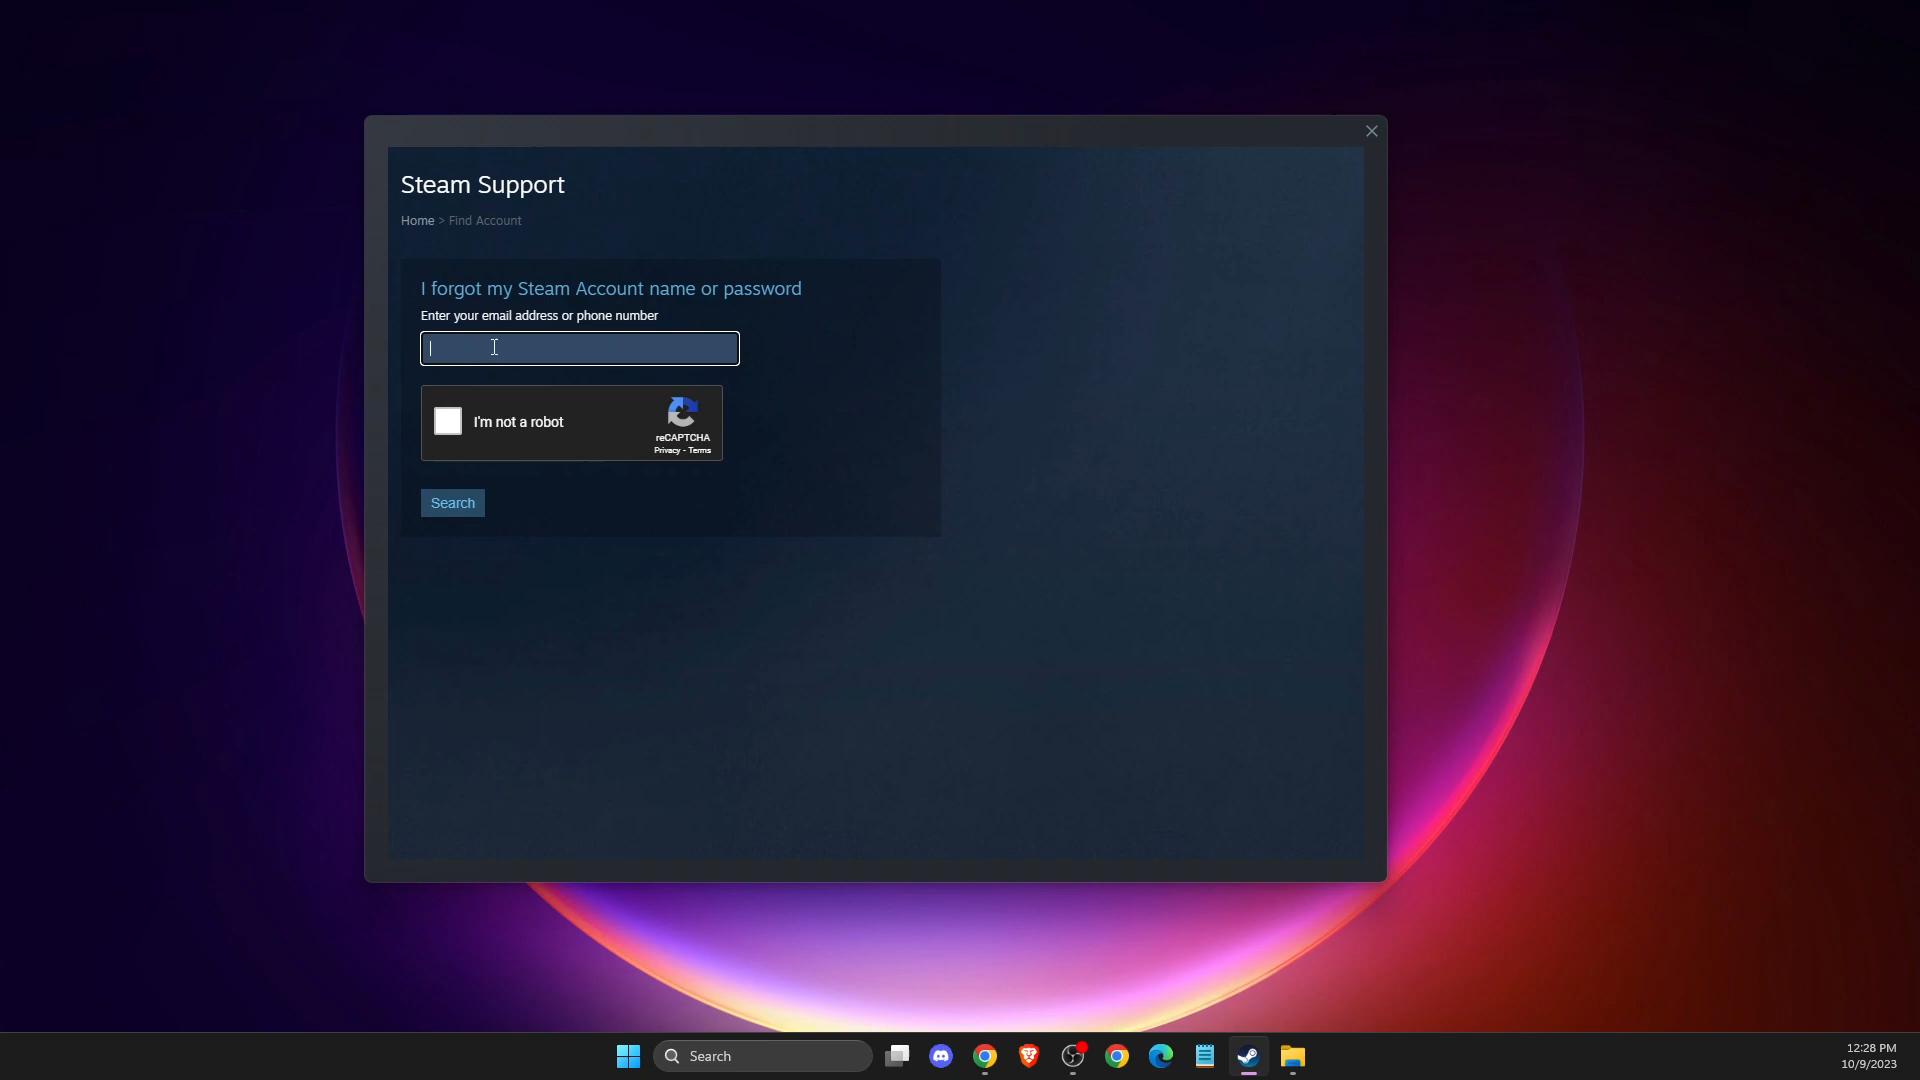 Steam Support
Home > Find Account
I forgot my Steam Account name or password
Enter your email address or phone number
I'm not a robot
reCAPTCHA
Privacy - Terms
Search
Search
12:28 PM
10/9/2023